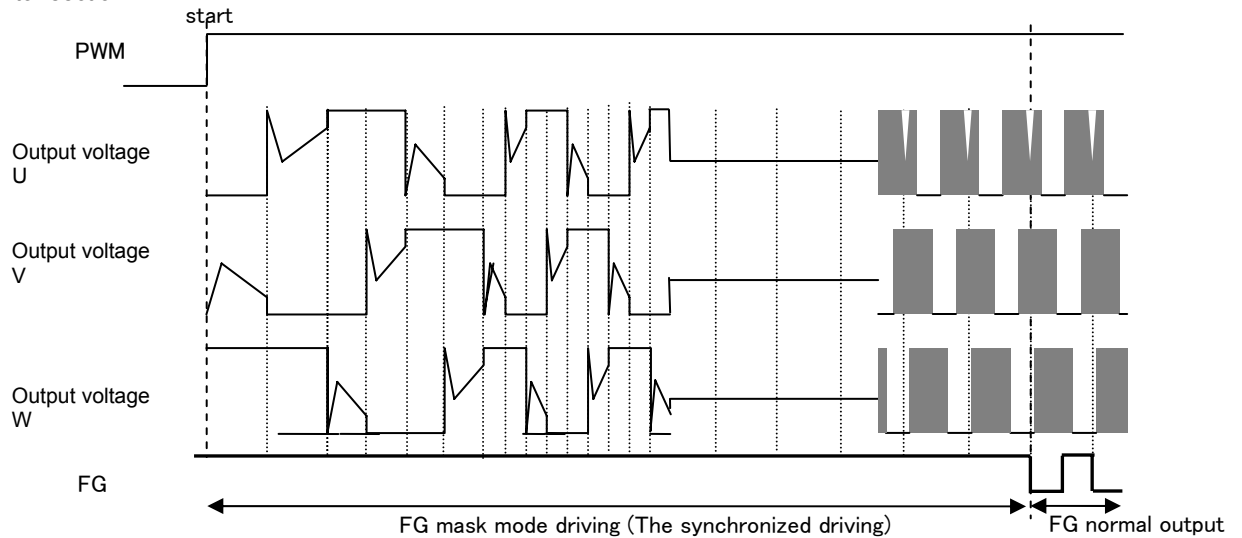 start
PWM
Output voltage
U
Output voltage
V
Output voltage
W
FG
FG mask mode driving (The synchronized driving)
FG normal output